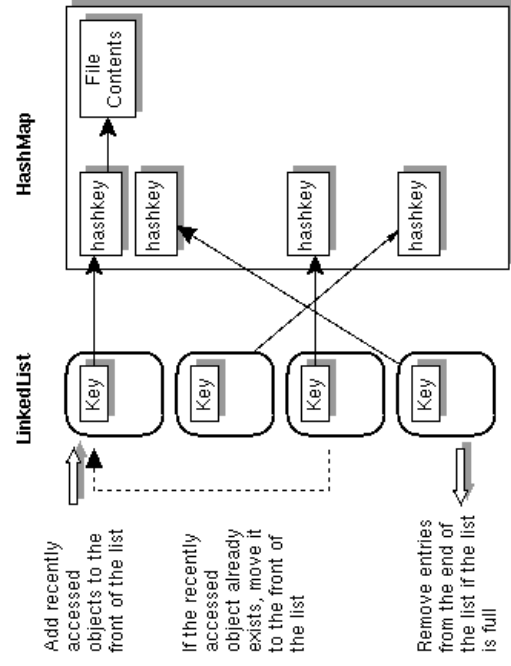 HashMap
File
Contents
hashkey
hashkey
hashkey
hashkey
LinkedList
Key
Key
Key
Key
Add recently
accessed
objects to the
front of the list
If the recently
accessed
object already
exists, move it
to the front of
the list
Remove entries
from the end of
the list if the list
is full